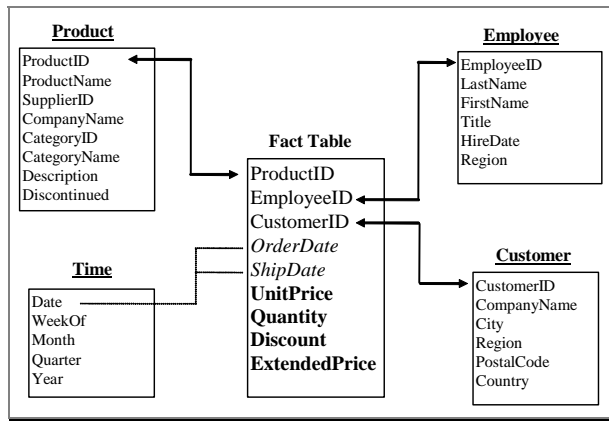 Product
ProductID
ProductName
SupplierID
CompanyName
CategoryID
CategoryName
Description
Discontinued
Employee
EmployeeID
LastName
FirstName
Title
HireDate
Region
Fact Table
ProductID
EmployeeID
CustomerID
OrderDate
ShipDate
UnitPrice
Quantity
Discount
ExtendedPrice
Time
Date
WeekOf
Month
Quarter
Year
Customer
CustomerID
CompanyName
City
Region
PostalCode
Country